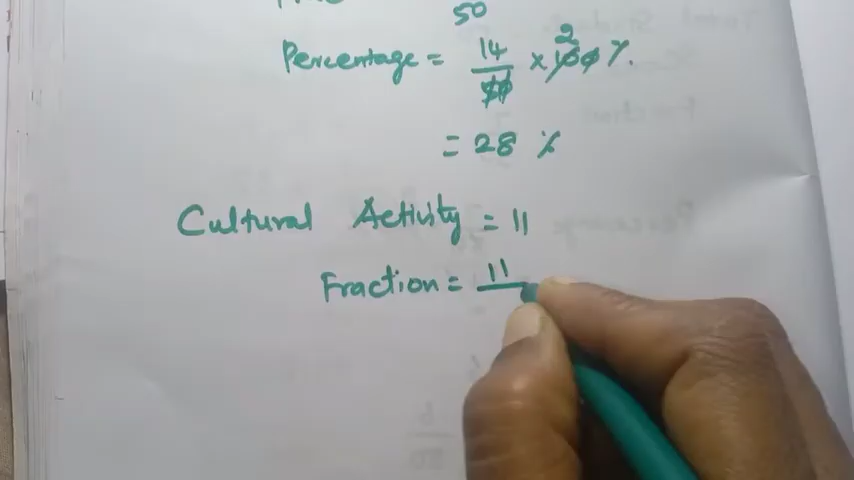 50
Percentage = 14/50 × 100 2 %.
= 28 %
Cultural Activity = 11
Fraction = 11